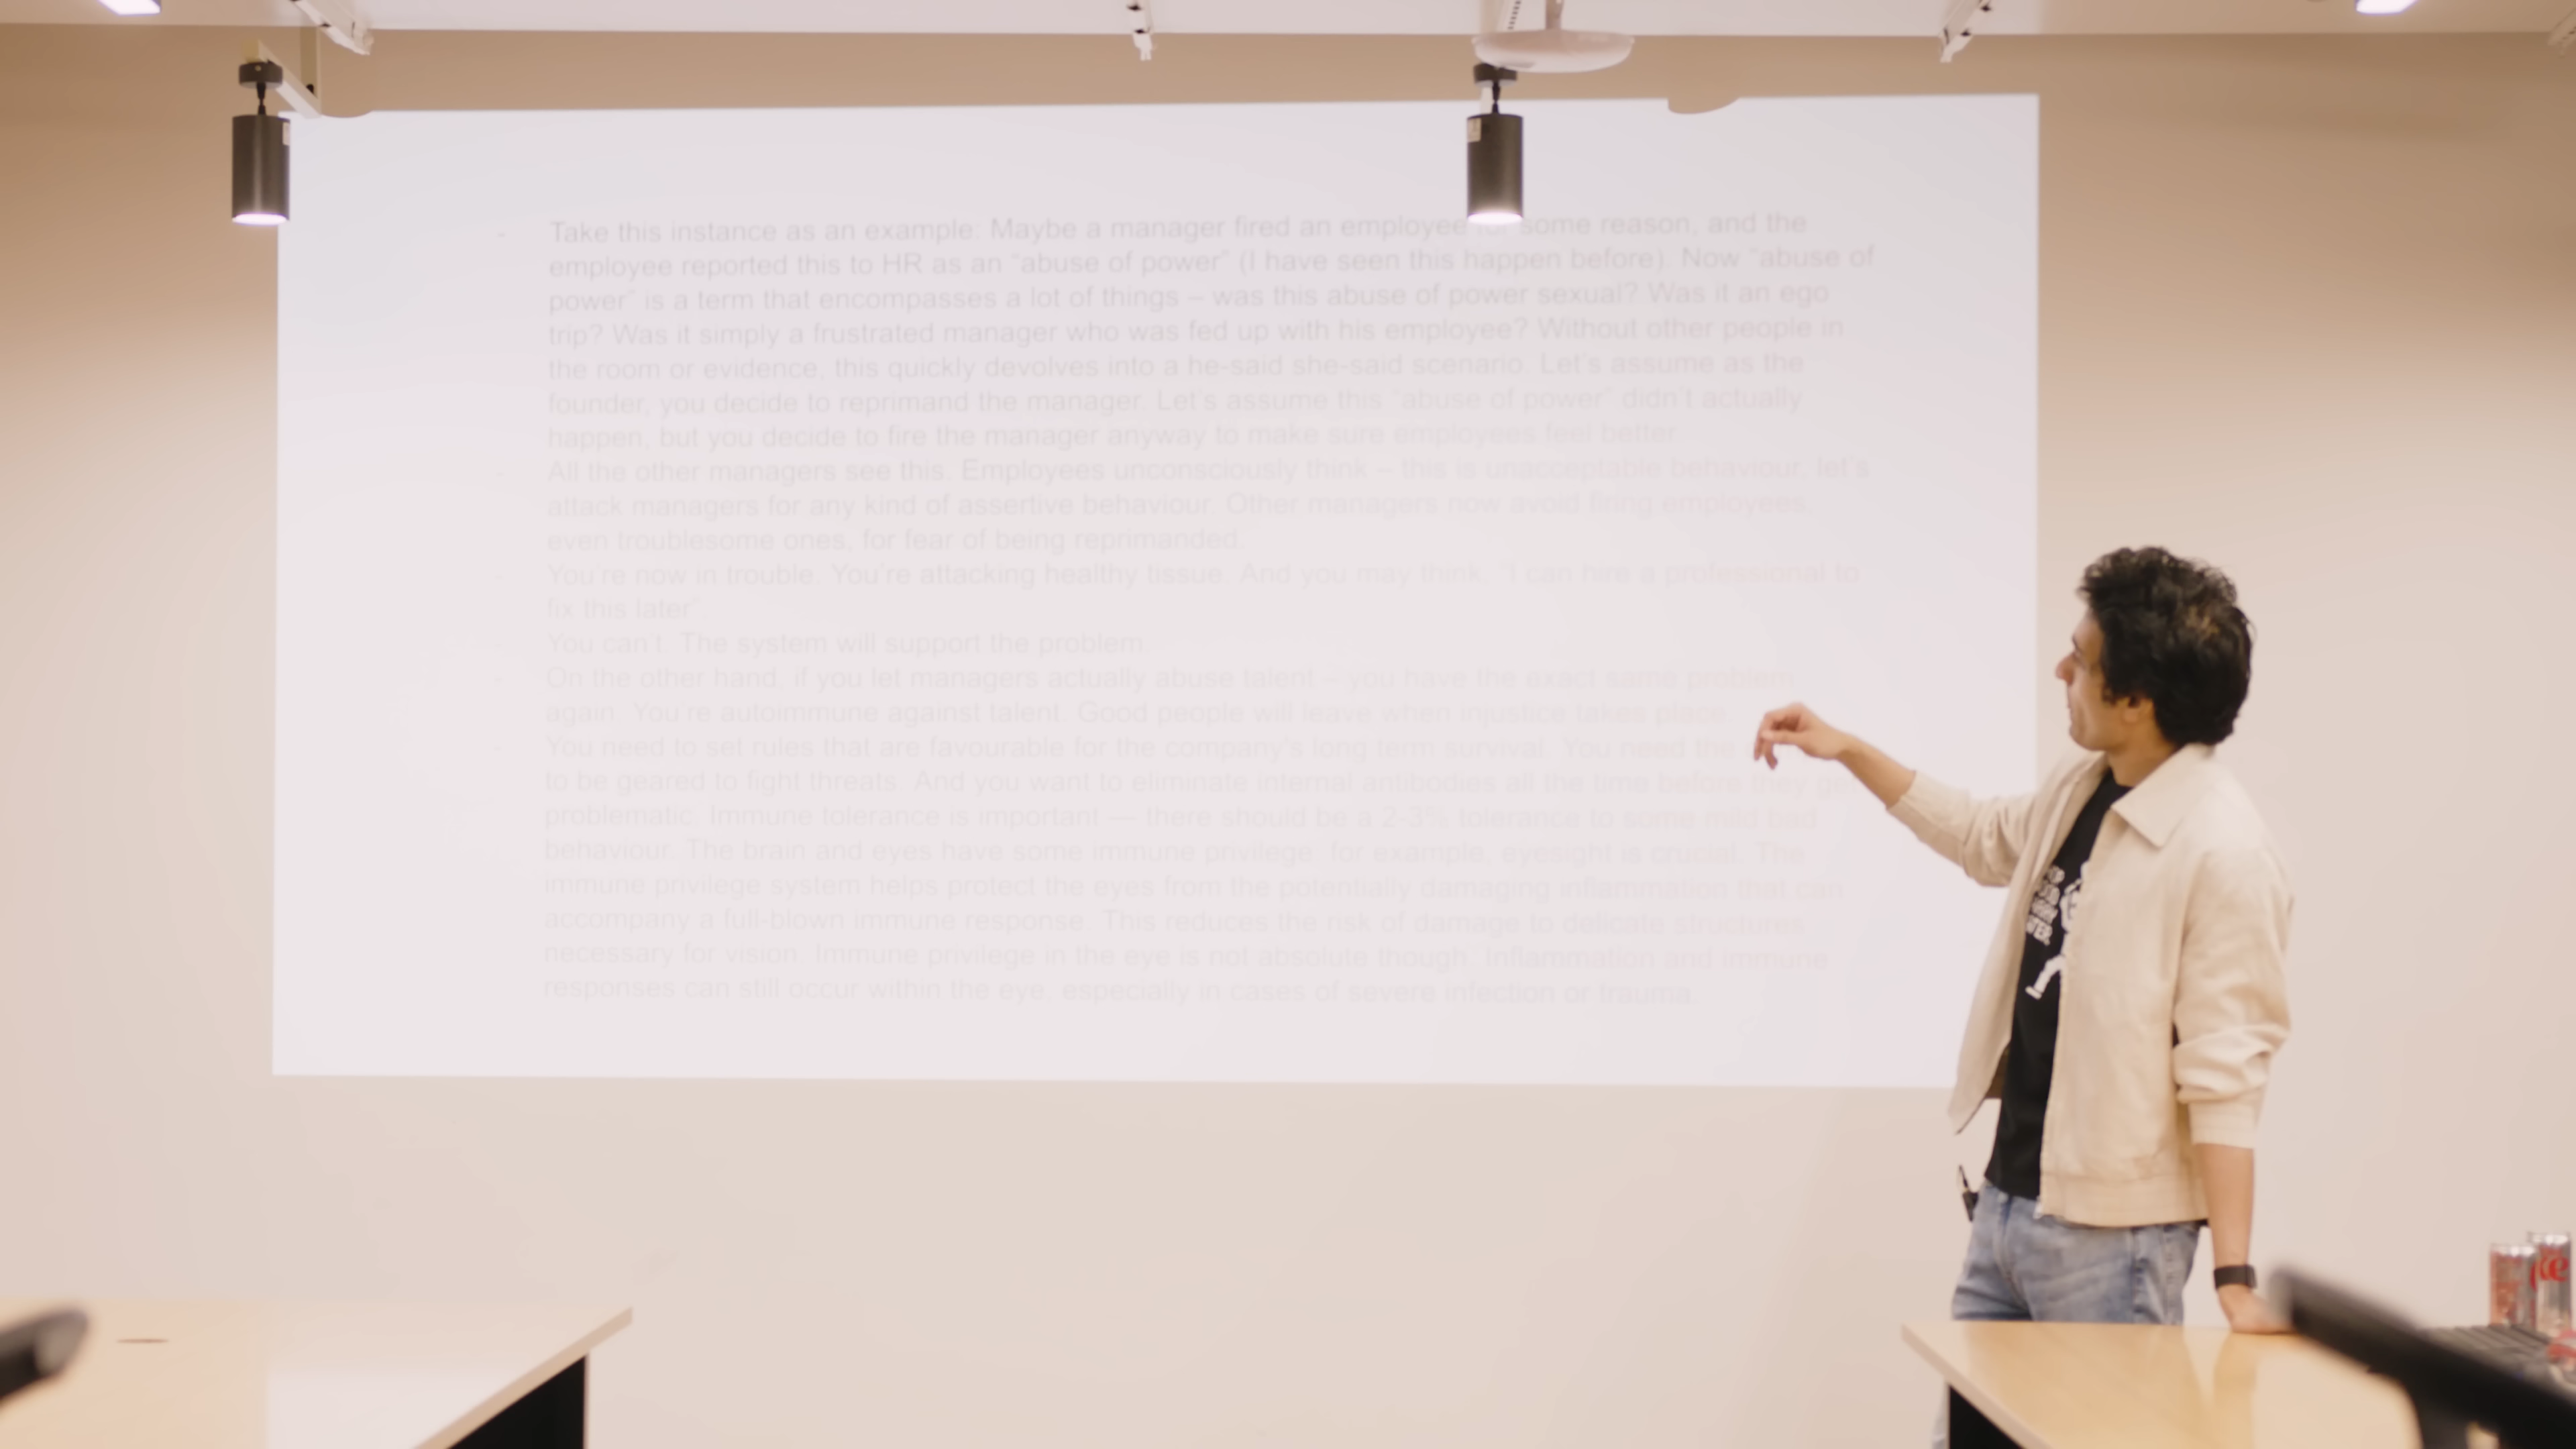 - Take this instance as an example: Maybe a manager fired an employee for some reason, and the
employee reported this to HR as an “abuse of power” (I have seen this happen before). Now “abuse of
power” is a term that encompasses a lot of things – was this abuse of power sexual? Was it an ego
trip? Was it simply a frustrated manager who was fed up with his employee? Without other people in
the room or evidence, this quickly devolves into a he-said she-said scenario. Let's assume as the
founder, you decide to reprimand the manager. Let's assume this “abuse of power” didn't actually
happen, but you decide to fire the manager anyway to make sure employees feel better.
- All the other managers see this. Employees unconsciously think – this is unacceptable behaviour, let's
attack managers for any kind of assertive behaviour. Other managers now avoid firing employees,
even troublesome ones, for fear of being reprimanded.
- You're now in trouble. You're attacking healthy tissue. And you may think, “I can hire a professional to
fix this later”
- You can't. The system will support the problem.
- On the other hand, if you let managers actually abuse talent – you have the exact same problem
again. You're autoimmune against talent. Good people will leave when injustice takes place.
- You need to set rules that are favourable for the company's long term survival. You need the
to be geared to fight threats. And you want to eliminate internal antibodies all the time before they get
problematic. Immune tolerance is important — there should be a 2-3% tolerance to some mild bad
behaviour. The brain and eyes have some immune privilege, for example, eyesight is crucial. The
immune privilege system helps protect the eyes from the potentially damaging inflammation that can
accompany a full-blown immune response. This reduces the risk of damage to delicate structures
necessary for vision. Immune privilege in the eye is not absolute though. Inflammation and immune
responses can still occur within the eye, especially in cases of severe infection or trauma.